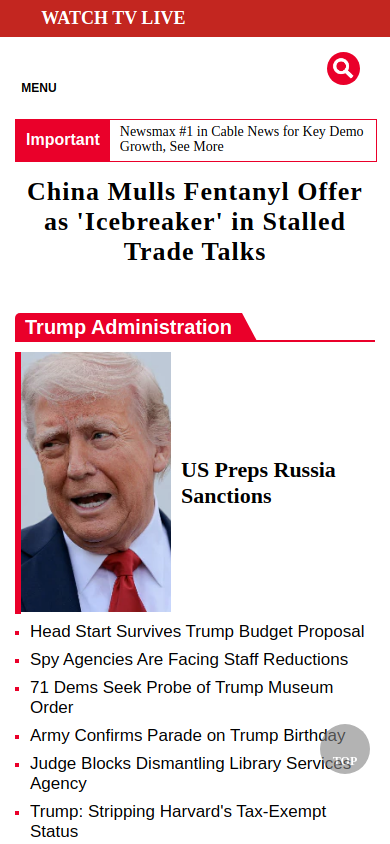 WATCH TV LIVE
MENU
Important
Newsmax #1 in Cable News for Key Demo
Growth, See More
China Mulls Fentanyl Offer
as 'Icebreaker' in Stalled
Trade Talks
Trump Administration
US Preps Russia
Sanctions
Head Start Survives Trump Budget Proposal
Spy Agencies Are Facing Staff Reductions
71 Dems Seek Probe of Trump Museum
Order
Army Confirms Parade on Trump Birthday
Judge Blocks Dismantling Library Services
Agency
TOP
Trump: Stripping Harvard's Tax-Exempt
Status